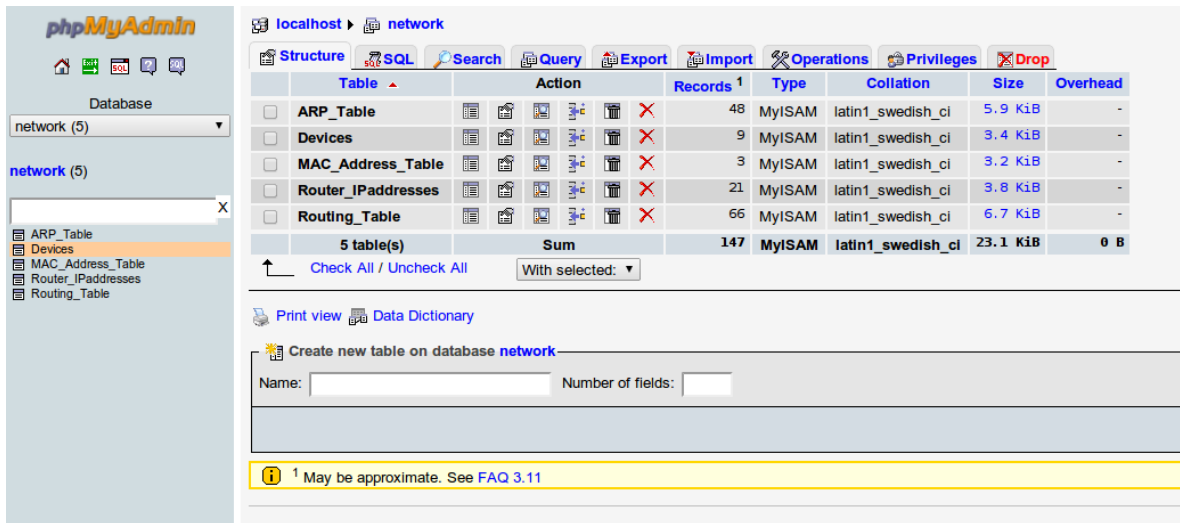 phpMyAdmin
Database
network (5)
network (5)
X
ARP_Table
Devices
MAC_Address_Table
Router_IPaddresses
Routing_Table
localhost network
Structure SQL Search Query Export Import Operations Privileges Drop
Table Action Records 1 Type Collation Size Overhead
ARP_Table 48 MyISAM latin1_swedish_ci 5.9 KiB -
Devices 9 MyISAM latin1_swedish_ci 3.4 KiB -
MAC_Address_Table 3 MyISAM latin1_swedish_ci 3.2 KiB -
Router_IPaddresses 21 MyISAM latin1_swedish_ci 3.8 KiB -
Routing_Table 66 MyISAM latin1_swedish_ci 6.7 KiB -
5 table(s) Sum 147 MyISAM latin1_swedish_ci 23.1 KiB 0 B
Check All / Uncheck All With selected:
Print view Data Dictionary
Create new table on database network
Name: Number of fields:
1 May be approximate. See FAQ 3.11